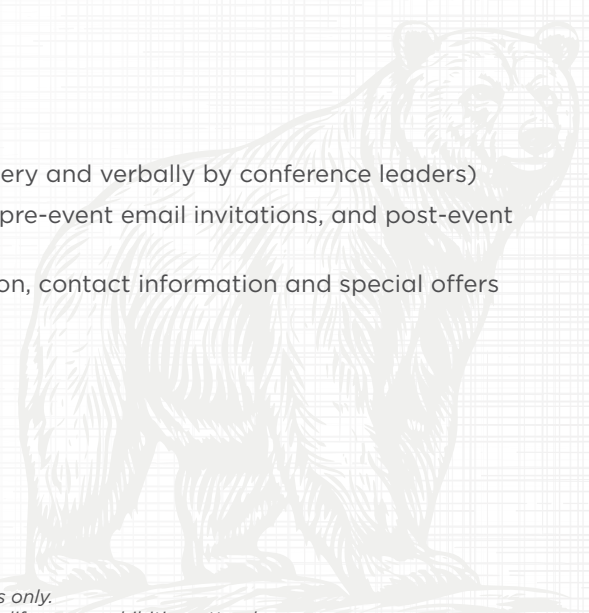 ery and verbally by conference leaders)
pre-event email invitations, and post-event
on, contact information and special offers
s only.